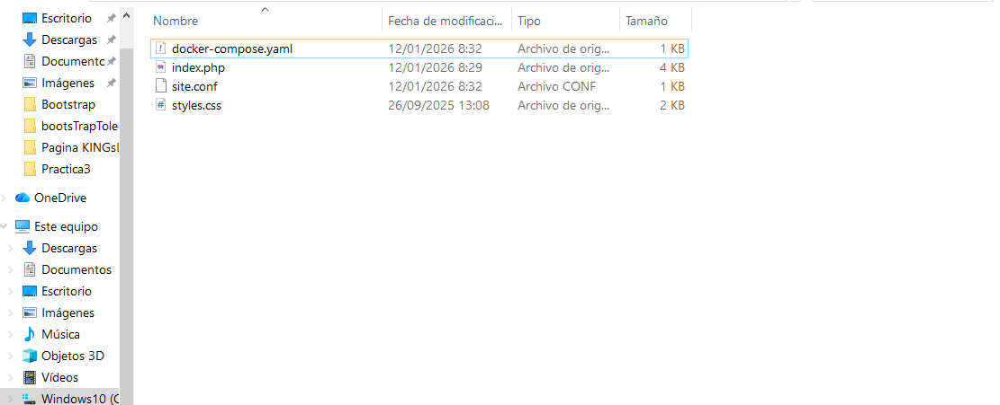 Escritorio
Descargas
Documentc
Imágenes
Bootstrap
bootsTrapTole
Pagina KINGsL
Practica3
OneDrive
Este equipo
Descargas
Documentos
Escritorio
Imágenes
Música
Objetos 3D
Vídeos
Windows10 (C
Nombre Fecha de modificaci... Tipo Tamaño
docker-compose.yaml 12/01/2026 8:32 Archivo de orig... 1 KB
index.php 12/01/2026 8:29 Archivo de orig... 4 KB
site.conf 12/01/2026 8:32 Archivo CONF 1 KB
styles.css 26/09/2025 13:08 Archivo de orig... 2 KB